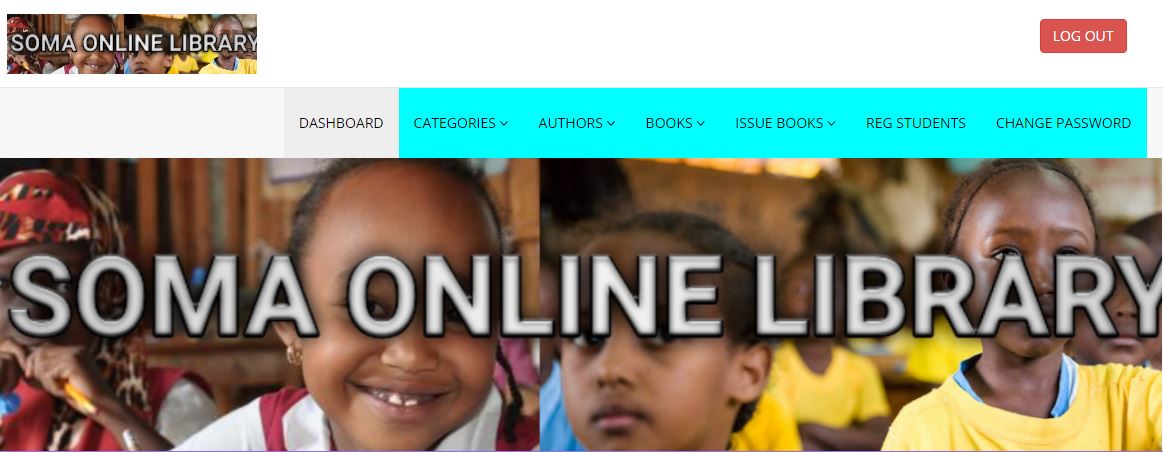 SOMA ONLINE LIBRARY
LOG OUT
DASHBOARD CATEGORIES AUTHORS BOOKS ISSUE BOOKS REG STUDENTS CHANGE PASSWORD
SOMA ONLINE LIBRARY